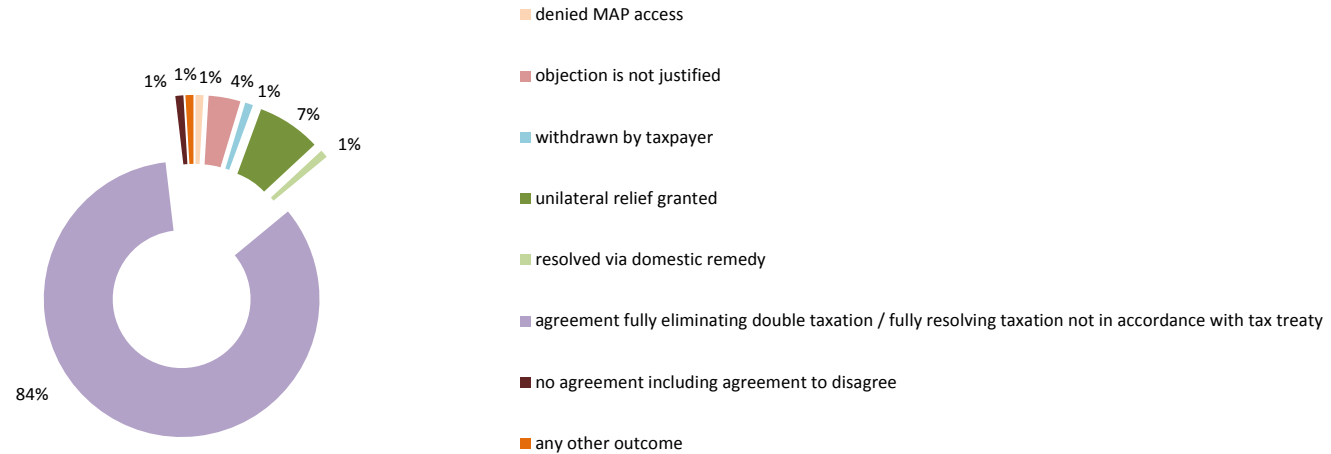 1%
1%
1%
4%
1%
7%
1%
84%
denied MAP access
objection is not justified
withdrawn by taxpayer
unilateral relief granted
resolved via domestic remedy
agreement fully eliminating double taxation / fully resolving taxation not in accordance with tax treaty
no agreement including agreement to disagree
any other outcome